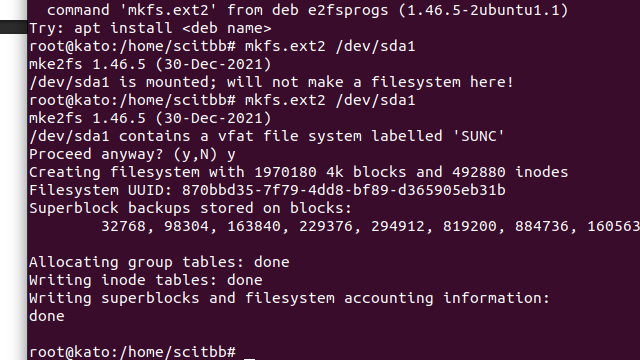 command 'mkfs.ext2' from deb e2fsprogs (1.46.5-2ubuntu1.1)
Try: apt install <deb name>
root@kato:/home/scitbb# mkfs.ext2 /dev/sda1
mke2fs 1.46.5 (30-Dec-2021)
/dev/sda1 is mounted; will not make a filesystem here!
root@kato:/home/scitbb# mkfs.ext2 /dev/sda1
mke2fs 1.46.5 (30-Dec-2021)
/dev/sda1 contains a vfat file system labelled 'SUNC'
Proceed anyway? (y,N) y
Creating filesystem with 1970180 4k blocks and 492880 inodes
Filesystem UUID: 870bbd35-7f79-4dd8-bf89-d365905eb31b
Superblock backups stored on blocks:
32768, 98304, 163840, 229376, 294912, 819200, 884736, 160563
Allocating group tables: done
Writing inode tables: done
Writing superblocks and filesystem accounting information:
done
root@kato:/home/scitbb#